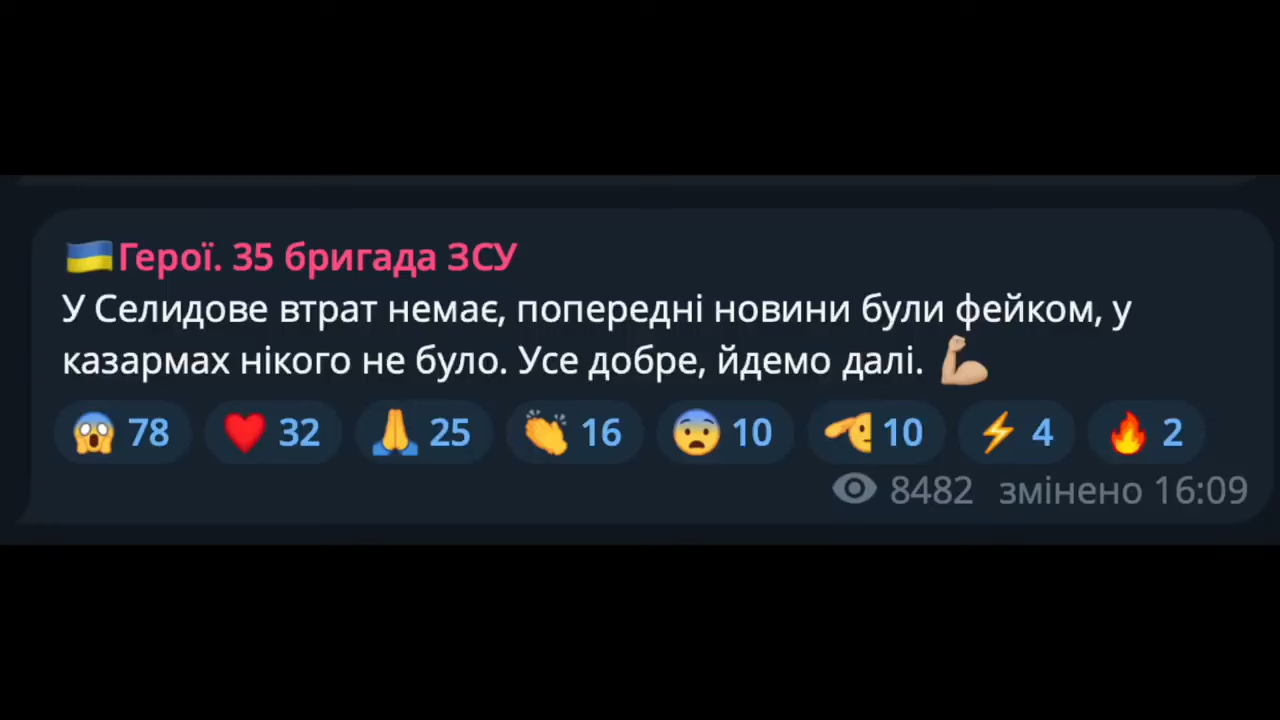 🇺🇦Герої. 35 бригада ЗСУ
У Селидове втрат немає, попередні новини були фейком, у
казармах нікого не було. Усе добре, йдемо далі. 💪🏼
😱 78 ❤️ 32 🙏 25 👏 16 😨 10 🫡 10 ⚡ 4 🔥 2
8482 змінено 16:09